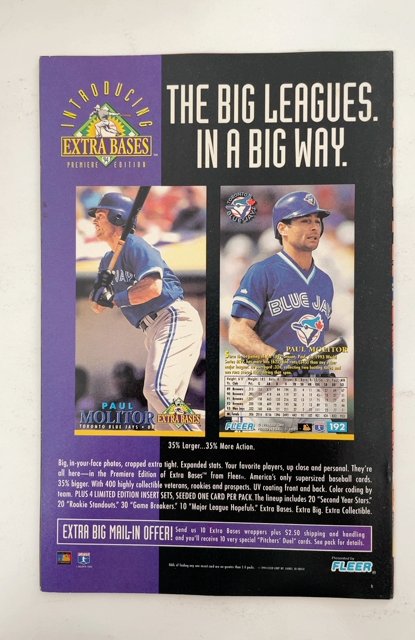 INTRODUCING
EXTRA BASES
'94
PREMIERE EDITION
THE BIG LEAGUES.
IN A BIG WAY.
PAUL
MOLITOR
TORONTO BLUE JAYS • DH
EXTRA BASES
TORONTO
BLUE JAYS
BLUE JAY
PAUL MOLITOR
FLEER
192
35% Larger...35% More Action.
Big, in-your-face photos, cropped extra tight. Expanded stats. Your favorite players, up close and personal. They're
all here—in the Premiere Edition of Extra Bases™ from Fleer®. America's only supersized baseball cards.
35% bigger. With 400 highly collectible veterans, rookies and prospects. UV coating front and back. Color coding by
team. PLUS 4 LIMITED EDITION INSERT SETS, SEEDED ONE CARD PER PACK. The lineup includes 20 "Second Year Stars."
20 "Rookie Standouts." 30 "Game Breakers." 10 "Major League Hopefuls." Extra Bases. Extra Big. Extra Collectible.
EXTRA BIG MAIL-IN OFFER!
Send us 10 Extra Bases wrappers plus $2.50 shipping and handling
and you'll receive 10 very special "Pitchers' Duel" cards. See pack for details.
Presented by
FLEER